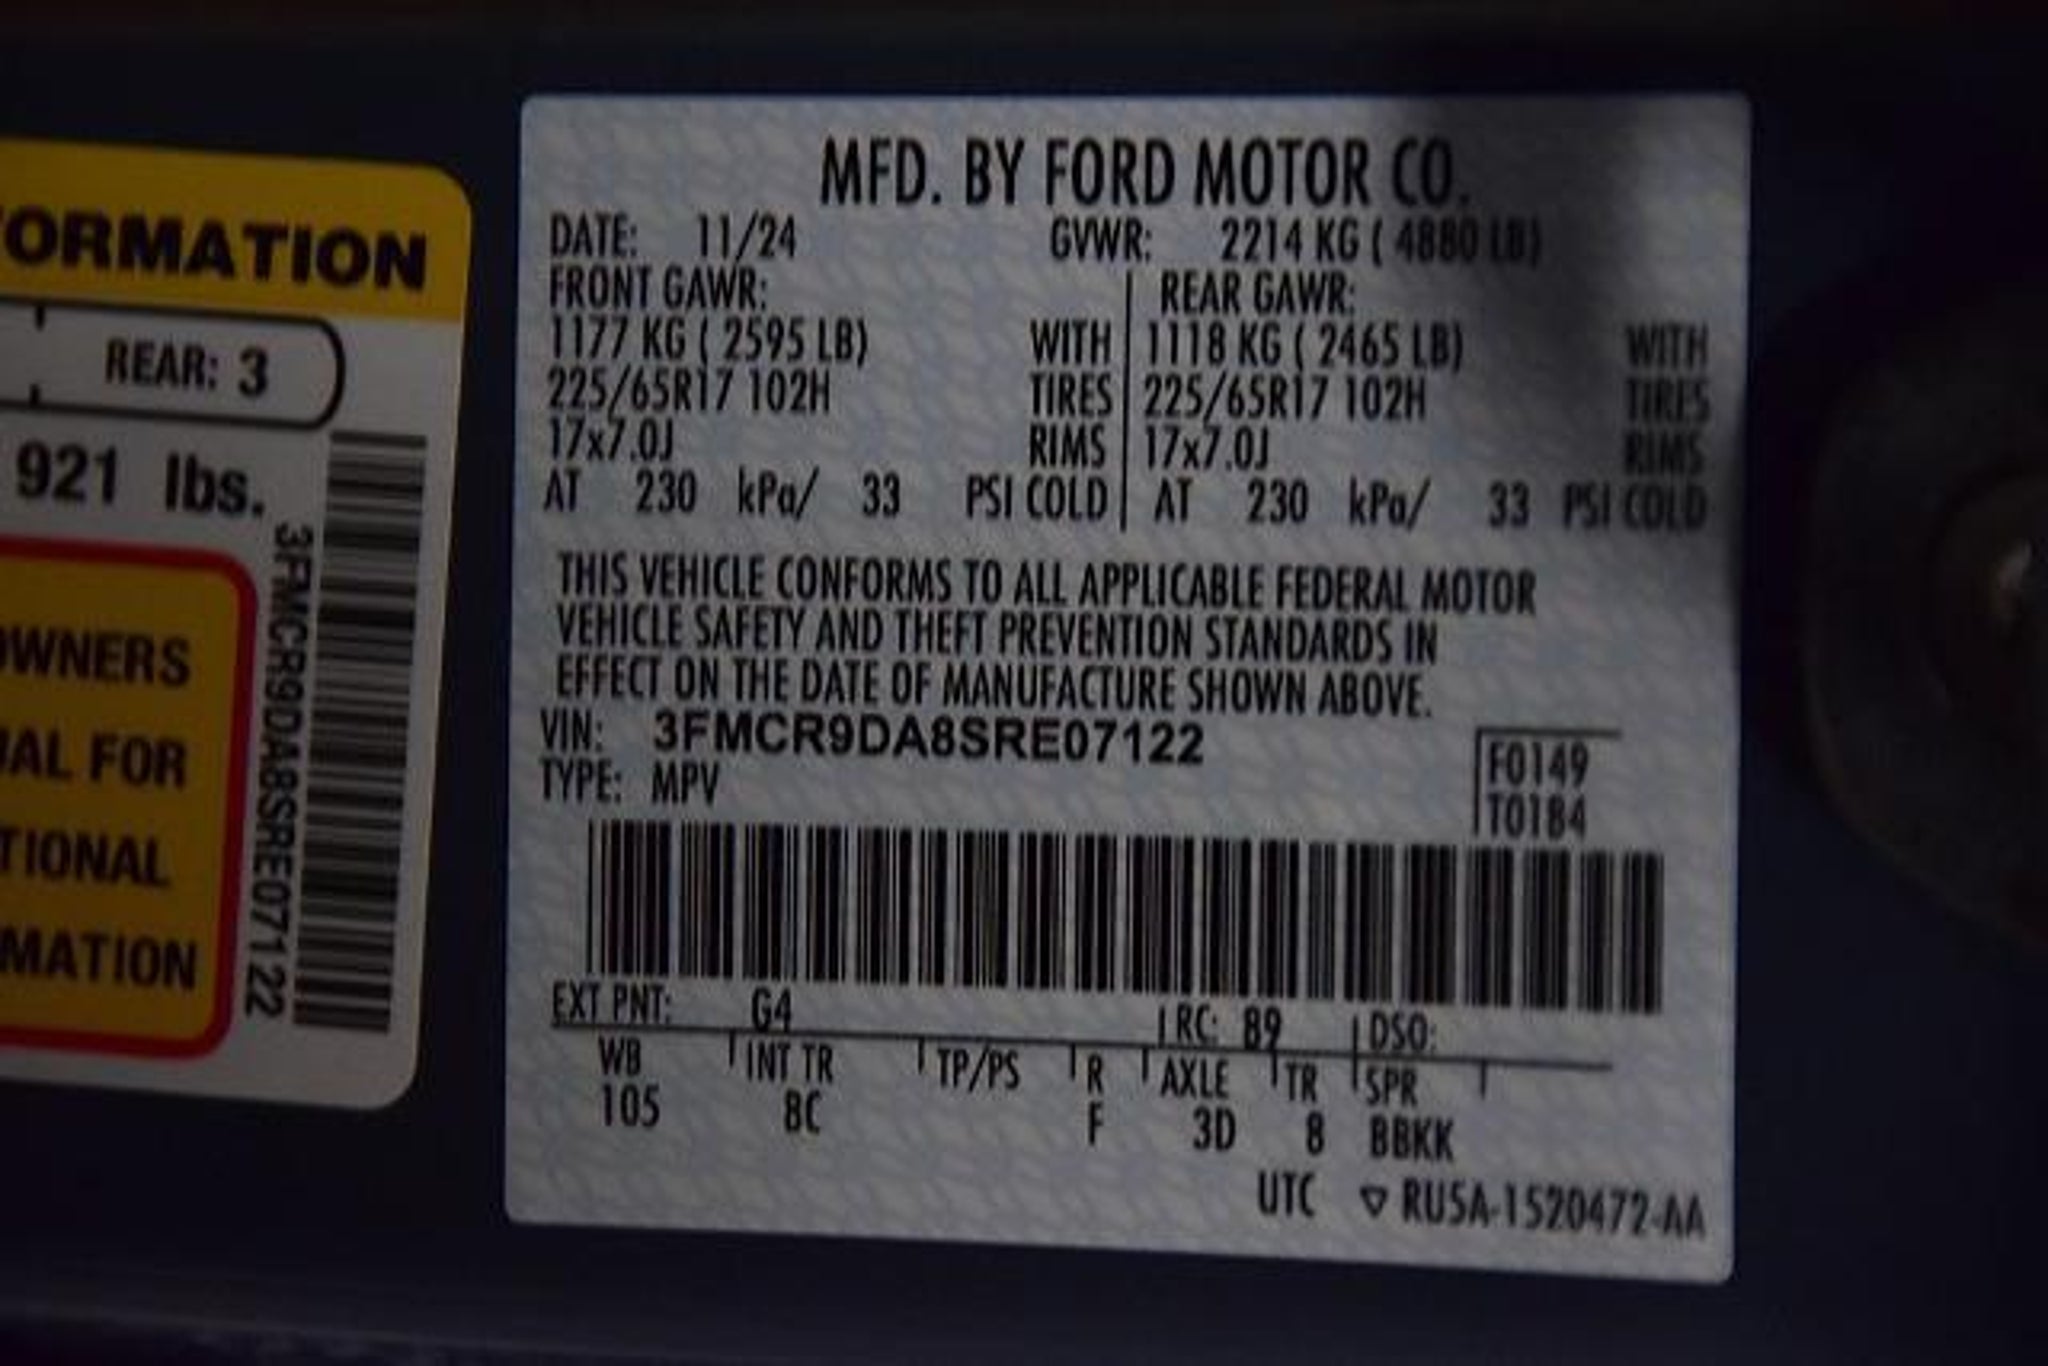 FORMATION
REAR: 3
921 lbs.
OWNERS
UAL FOR
TIONAL
RMATION
3FMCR9DA8SRE07122
MFD. BY FORD MOTOR CO.
DATE: 11/24 GVWR: 2214 KG ( 4880 LB)
FRONT GAWR: REAR GAWR:
1177 KG ( 2595 LB) WITH 1118 KG ( 2465 LB) WITH
225/65R17 102H TIRES 225/65R17 102H TIRES
17x7.0J RIMS 17x7.0J RIMS
AT 230 kPa/ 33 PSI COLD AT 230 kPa/ 33 PSI COLD
THIS VEHICLE CONFORMS TO ALL APPLICABLE FEDERAL MOTOR
VEHICLE SAFETY AND THEFT PREVENTION STANDARDS IN
EFFECT ON THE DATE OF MANUFACTURE SHOWN ABOVE.
VIN: 3FMCR9DA8SRE07122
TYPE: MPV
F0149
T0184
EXT PNT: G4 RC: 89 DSO:
WB INT TR TP/PS R AXLE TR SPR
105 8C F 3D 8 BBKK
UTC ▽ RU5A-1520472-AA